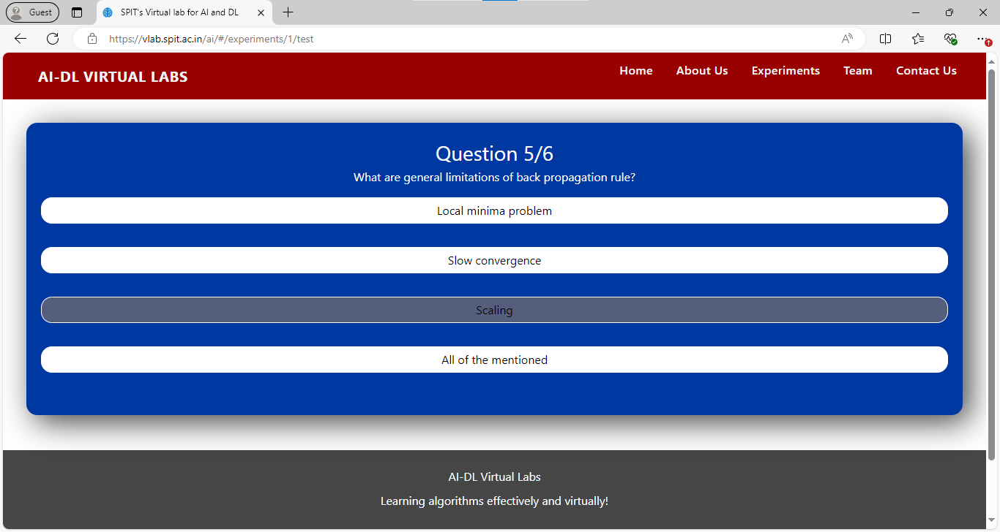 Guest
SPIT's Virtual lab for AI and DL
https://vlab.spit.ac.in/ai/#/experiments/1/test
AI-DL VIRTUAL LABS
Home About Us Experiments Team Contact Us
Question 5/6
What are general limitations of back propagation rule?
Local minima problem
Slow convergence
Scaling
All of the mentioned
AI-DL Virtual Labs
Learning algorithms effectively and virtually!